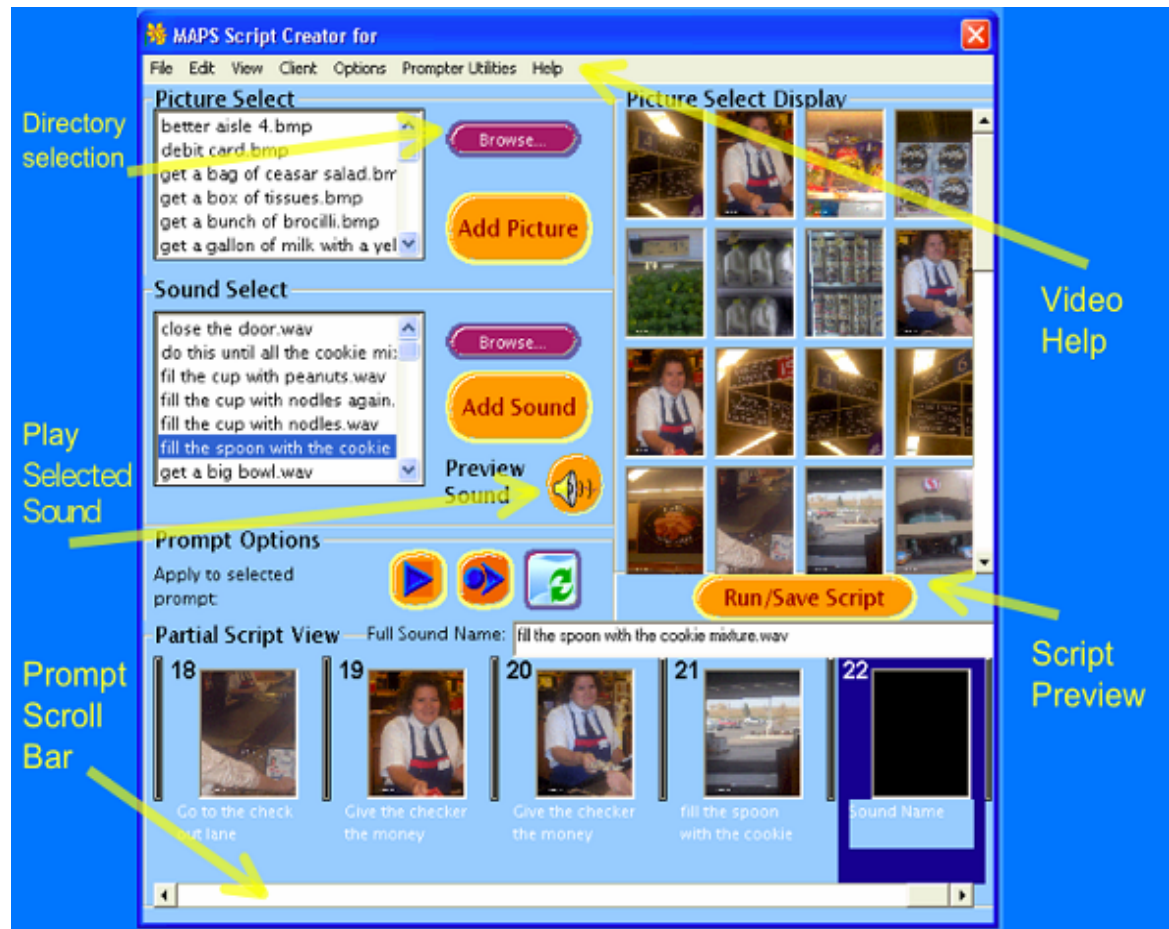 MAPS Script Creator for
File Edit View Client Options Prompter Utilities Help
Picture Select
better aisle 4.bmp
debit card.bmp
get a bag of ceasar salad.bm
get a box of tissues.bmp
get a bunch of brocilli.bmp
get a gallon of milk with a yel
Browse...
Add Picture
Sound Select
close the door.wav
do this until all the cookie mix
fil the cup with peanuts.wav
fill the cup with nodles again.
fill the cup with nodles.wav
fill the spoon with the cookie
get a big bowl.wav
Browse...
Add Sound
Preview
Sound
Prompt Options
Apply to selected
prompt:
Picture Select Display
Run/Save Script
Partial Script View
Full Sound Name: fill the spoon with the cookie mixture.wav
18
Go to the check
out lane
19
Give the checker
the money
20
Give the checker
the money
21
fill the spoon
with the cookie
22
Sound Name
Directory
selection
Play
Selected
Sound
Prompt
Scroll
Bar
Video
Help
Script
Preview